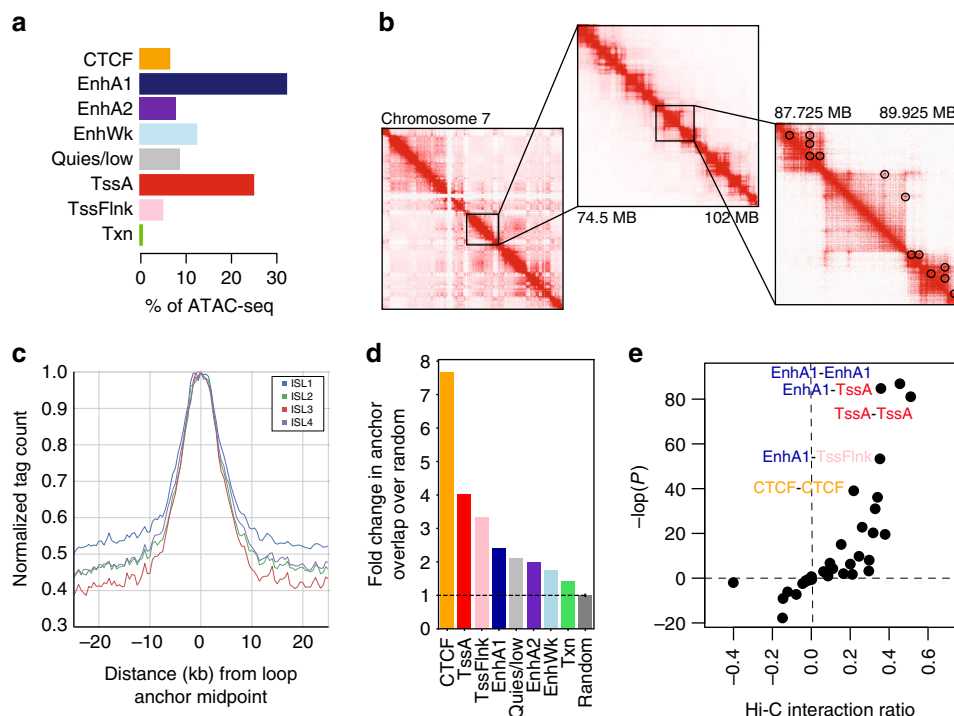 a
CTCF
EnhA1
EnhA2
EnhWk
Quies/low
TssA
TssFlnk
Txn
0 10 20 30
% of ATAC-seq
b
Chromosome 7
74.5 MB 102 MB
87.725 MB 89.925 MB
c
Normalized tag count
1.0
0.9
0.8
0.7
0.6
0.5
0.4
0.3
ISL1
ISL2
ISL3
ISL4
−20 −10 0 10 20
Distance (kb) from loop
anchor midpoint
d
Fold change in anchor
overlap over random
8
7
6
5
4
3
2
1
0
CTCF
TssA
TssFlnk
EnhA1
Quies/low
EnhA2
EnhWk
Txn
Random
e
−log(P)
80
60
40
20
0
−20
EnhA1-EnhA1
EnhA1-TssA
TssA-TssA
EnhA1-TssFlnk
CTCF-CTCF
−0.4 −0.2 0.0 0.2 0.4 0.6
Hi-C interaction ratio